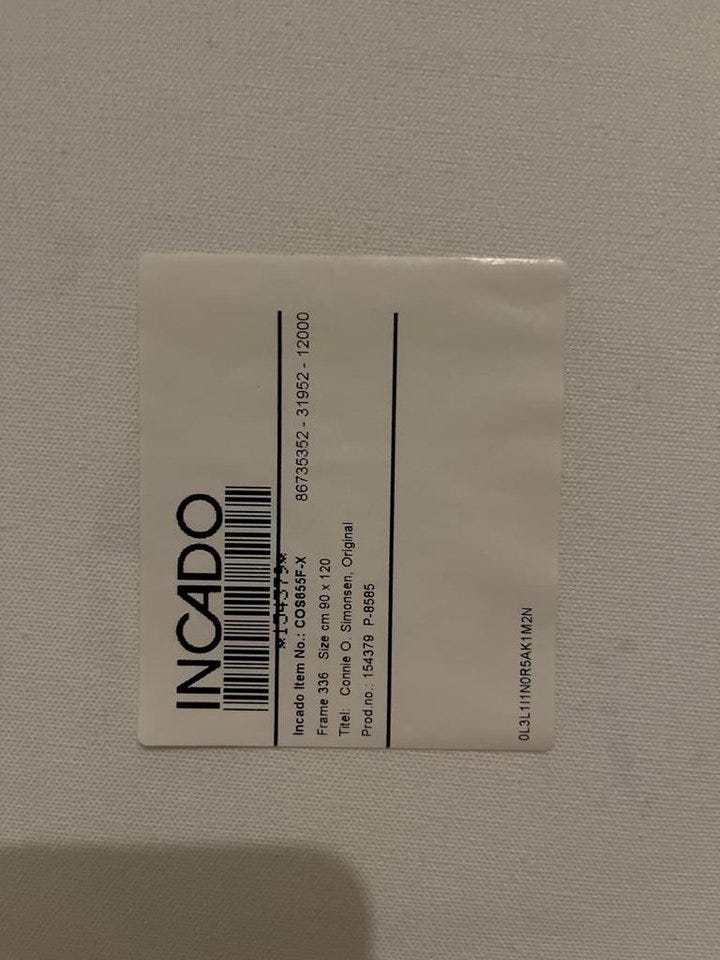 INCADO
*154379*
Incado Item No.: COS655F-X 86735352 - 31952 - 12000
Frame 336 Size cm 90 x 120
Titel: Connie O. Simonsen, Original
Prod.no.: 154379 P-8585
0L3L1I1N0R5AK1M2N